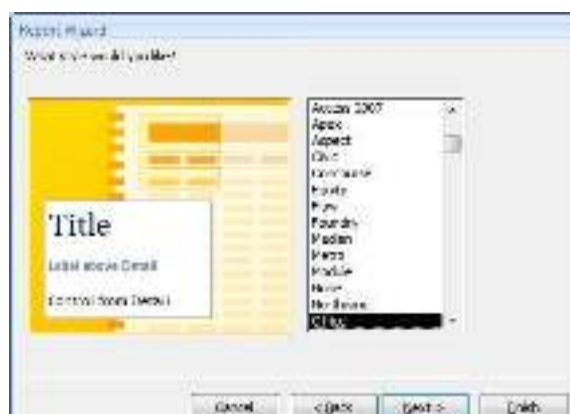 Report Wizard
What style would you like?
Access 2007
Apex
Aspect
Civic
Concourse
Equity
Flow
Foundry
Median
Metro
Module
None
Northwind
Office
Title
Label above Detail
Control from Detail
Cancel
< Back
Next >
Finish